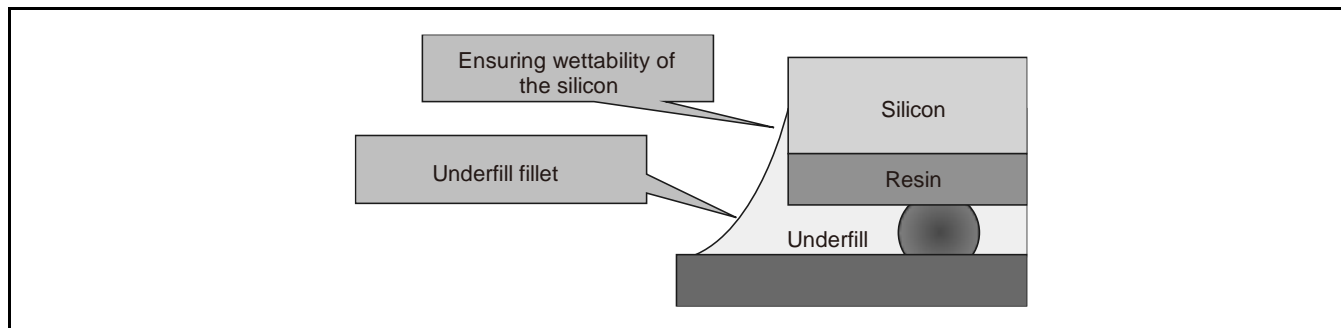 Ensuring wettability of
the silicon
Silicon
Underfill fillet
Resin
Underfill